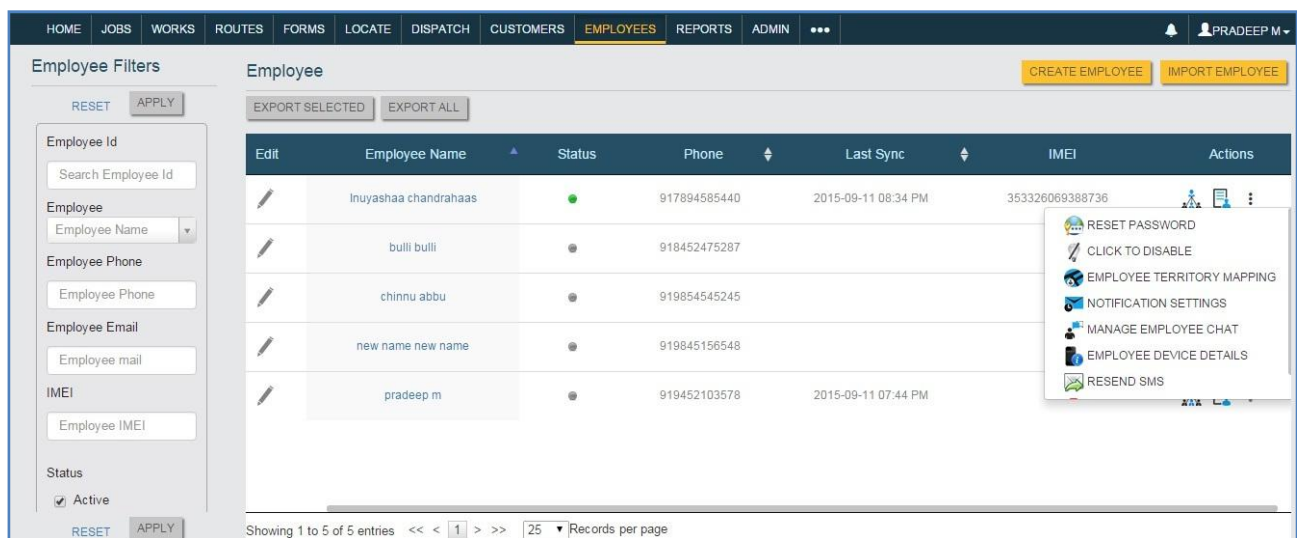 HOME JOBS WORKS ROUTES FORMS LOCATE DISPATCH CUSTOMERS EMPLOYEES REPORTS ADMIN ••• PRADEEP M
Employee Filters
RESET APPLY
Employee Id
Search Employee Id
Employee
Employee Name
Employee Phone
Employee Phone
Employee Email
Employee mail
IMEI
Employee IMEI
Status
Active
RESET APPLY
Employee CREATE EMPLOYEE IMPORT EMPLOYEE
EXPORT SELECTED EXPORT ALL
Edit Employee Name Status Phone Last Sync IMEI Actions
Inuyashaa chandrahaas 917894585440 2015-09-11 08:34 PM 353326069388736
bulli bulli 918452475287
chinnu abbu 919854545245
new name new name 919845156548
pradeep m 919452103578 2015-09-11 07:44 PM
RESET PASSWORD
CLICK TO DISABLE
EMPLOYEE TERRITORY MAPPING
NOTIFICATION SETTINGS
MANAGE EMPLOYEE CHAT
EMPLOYEE DEVICE DETAILS
RESEND SMS
Showing 1 to 5 of 5 entries << < 1 > >> 25 Records per page